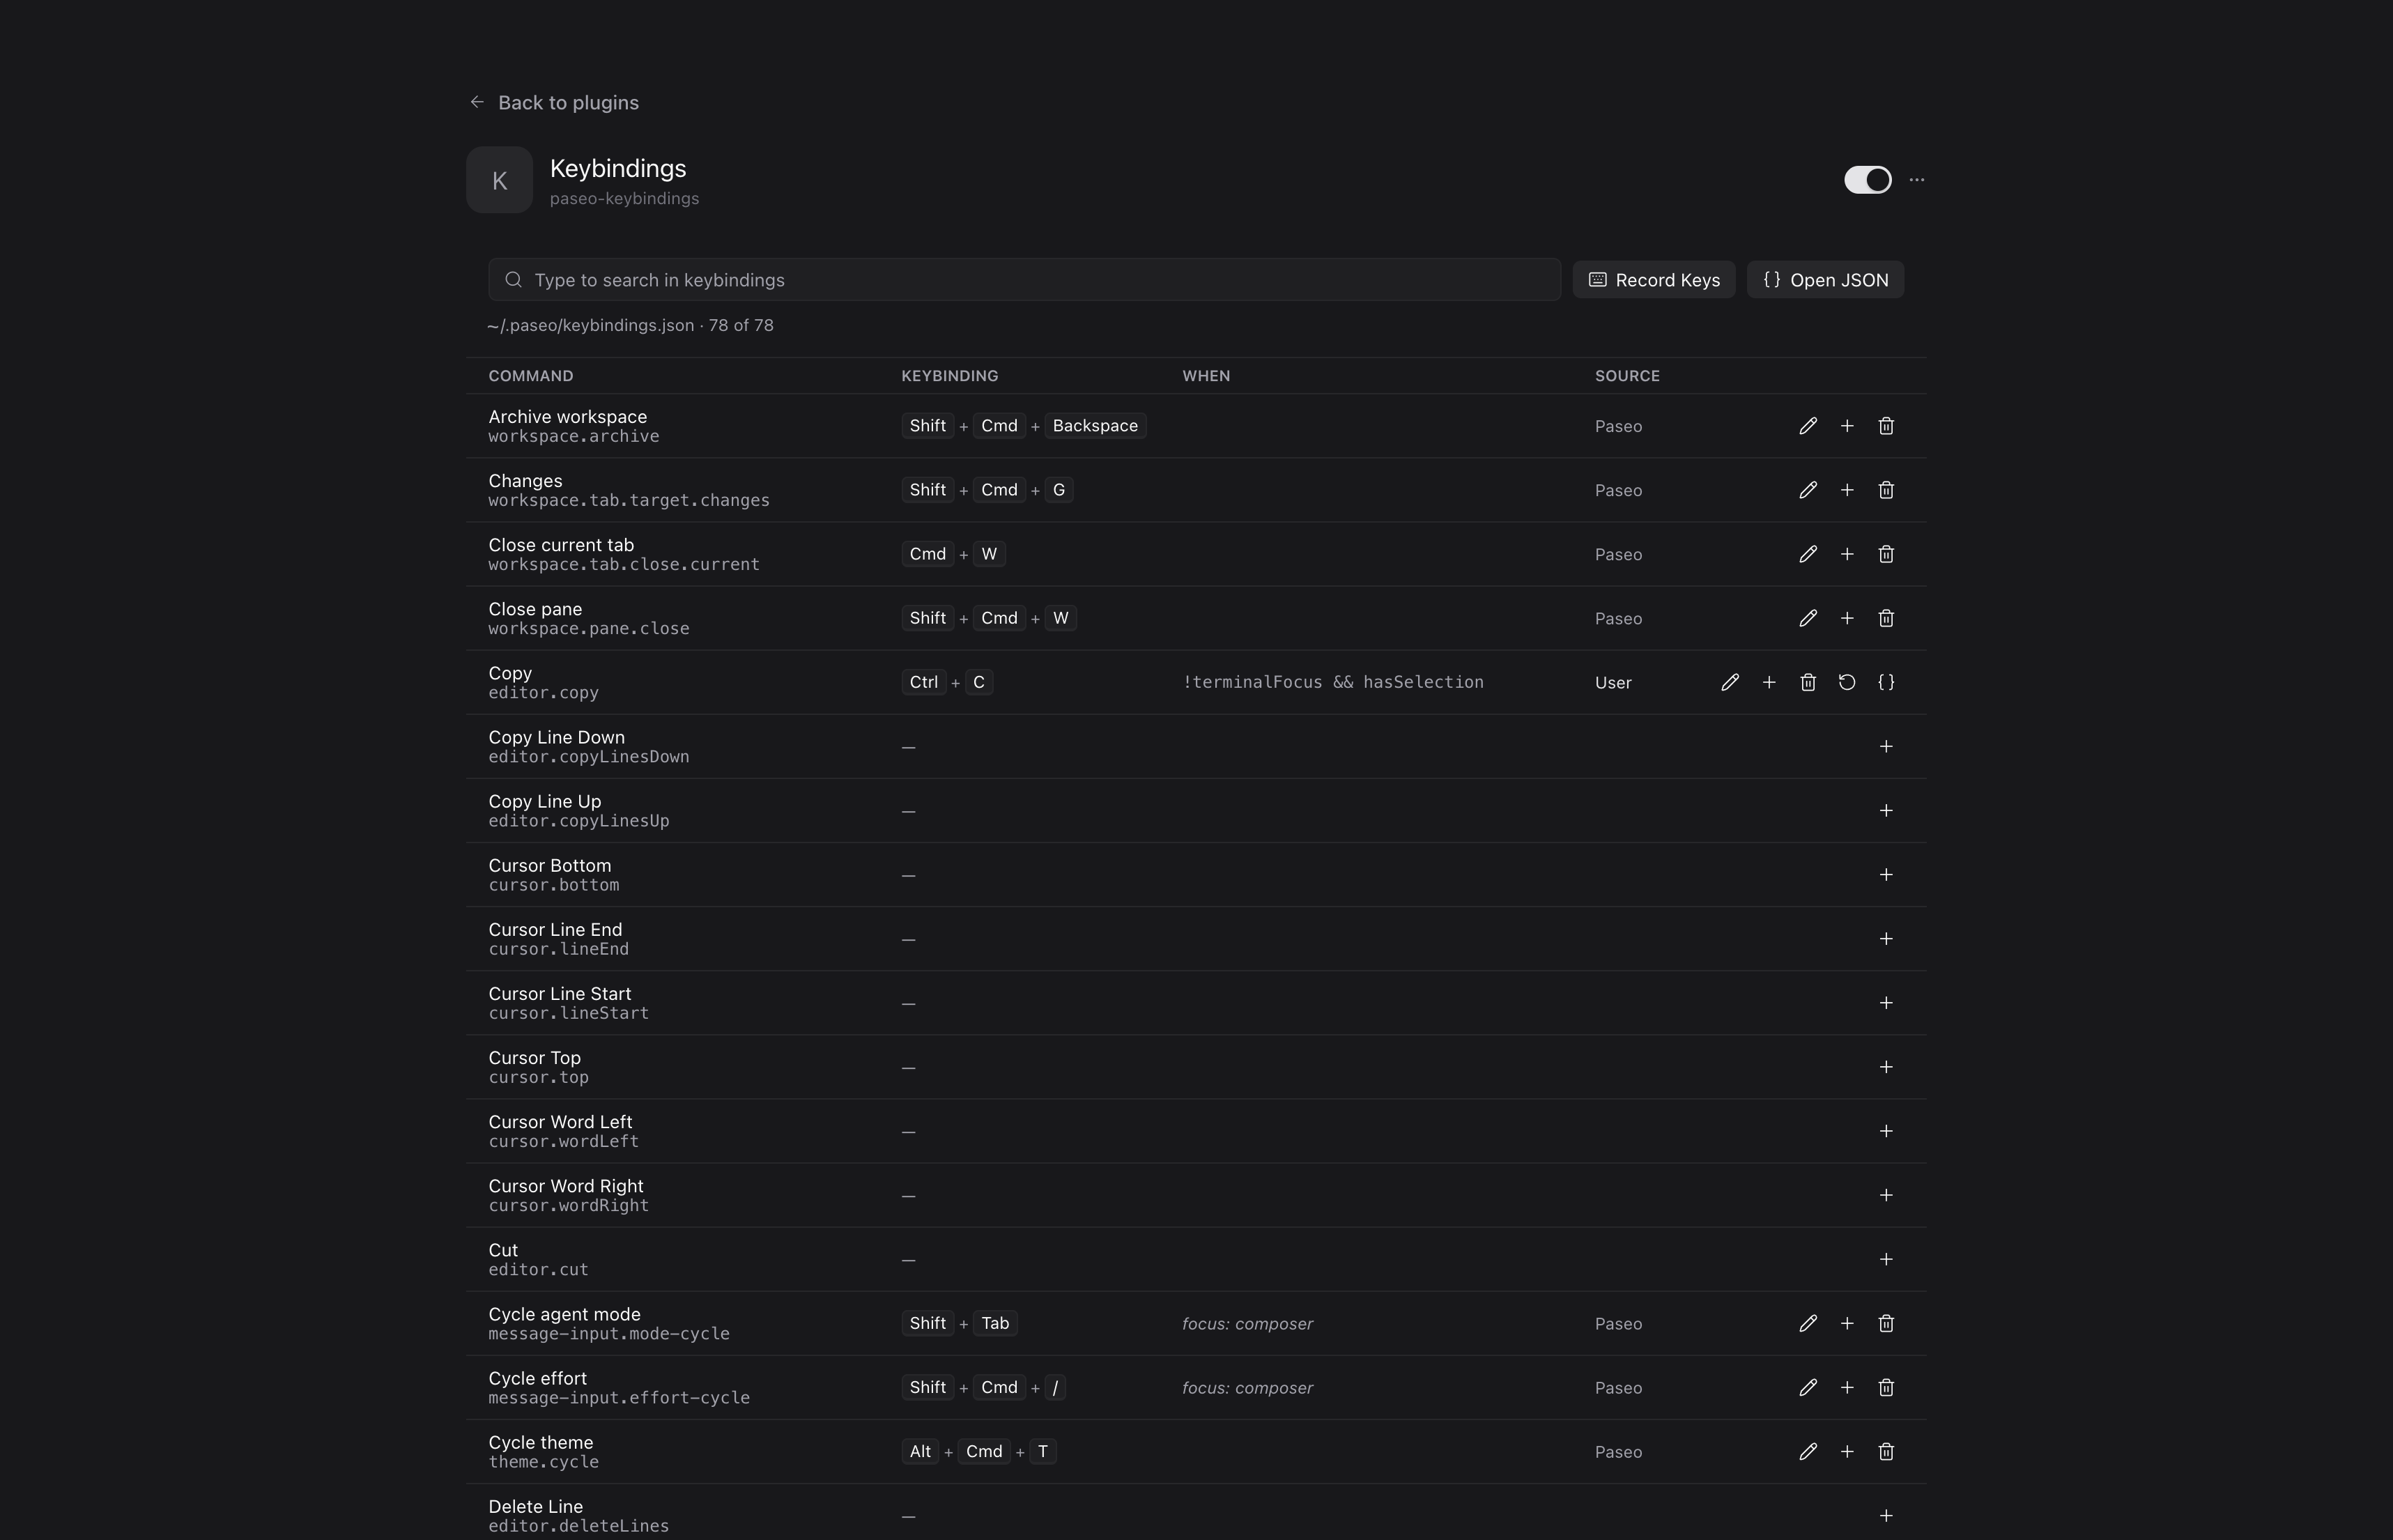 Back to plugins
K
Keybindings
paseo-keybindings
···
Type to search in keybindings
Record Keys
{ } Open JSON
~/.paseo/keybindings.json · 78 of 78
COMMAND KEYBINDING WHEN SOURCE
Archive workspace
workspace.archive
Shift + Cmd + Backspace
Paseo
Changes
workspace.tab.target.changes
Shift + Cmd + G
Paseo
Close current tab
workspace.tab.close.current
Cmd + W
Paseo
Close pane
workspace.pane.close
Shift + Cmd + W
Paseo
Copy
editor.copy
Ctrl + C
!terminalFocus && hasSelection
User
Copy Line Down
editor.copyLinesDown
—
Copy Line Up
editor.copyLinesUp
—
Cursor Bottom
cursor.bottom
—
Cursor Line End
cursor.lineEnd
—
Cursor Line Start
cursor.lineStart
—
Cursor Top
cursor.top
—
Cursor Word Left
cursor.wordLeft
—
Cursor Word Right
cursor.wordRight
—
Cut
editor.cut
—
Cycle agent mode
message-input.mode-cycle
Shift + Tab
focus: composer
Paseo
Cycle effort
message-input.effort-cycle
Shift + Cmd + /
focus: composer
Paseo
Cycle theme
theme.cycle
Alt + Cmd + T
Paseo
Delete Line
editor.deleteLines
—